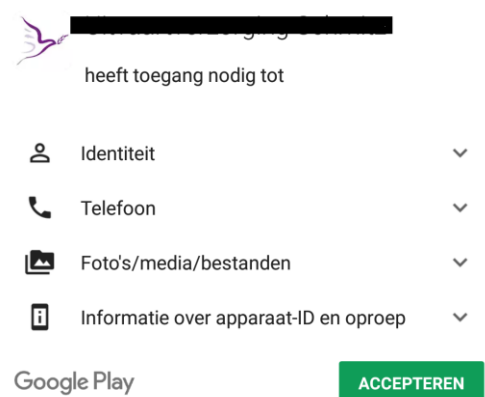 heeft toegang nodig tot
Identiteit
Telefoon
Foto's/media/bestanden
Informatie over apparaat-ID en oproep
Google Play
ACCEPTEREN